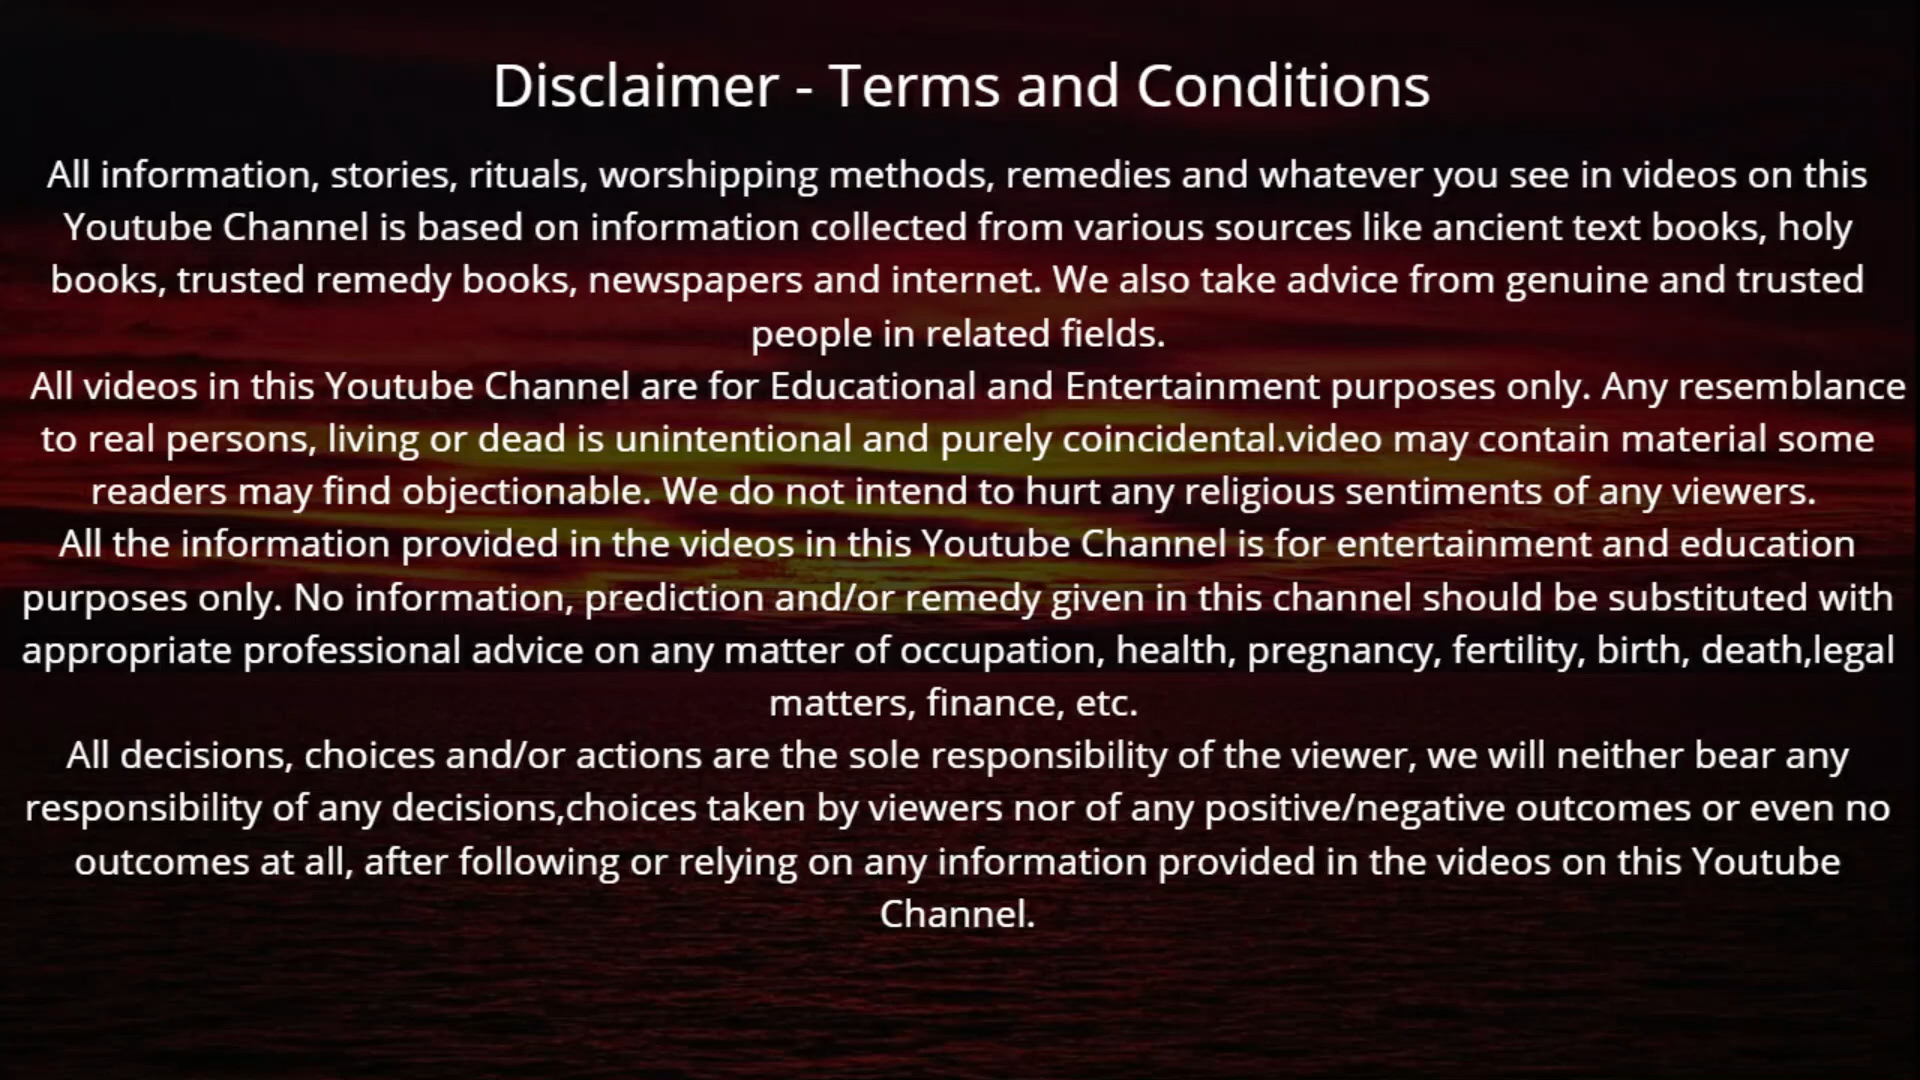 Disclaimer - Terms and Conditions
All information, stories, rituals, worshipping methods, remedies and whatever you see in videos on this
Youtube Channel is based on information collected from various sources like ancient text books, holy
books, trusted remedy books, newspapers and internet. We also take advice from genuine and trusted
people in related fields.
All videos in this Youtube Channel are for Educational and Entertainment purposes only. Any resemblance
to real persons, living or dead is unintentional and purely coincidental.video may contain material some
readers may find objectionable. We do not intend to hurt any religious sentiments of any viewers.
All the information provided in the videos in this Youtube Channel is for entertainment and education
purposes only. No information, prediction and/or remedy given in this channel should be substituted with
appropriate professional advice on any matter of occupation, health, pregnancy, fertility, birth, death,legal
matters, finance, etc.
All decisions, choices and/or actions are the sole responsibility of the viewer, we will neither bear any
responsibility of any decisions,choices taken by viewers nor of any positive/negative outcomes or even no
outcomes at all, after following or relying on any information provided in the videos on this Youtube
Channel.